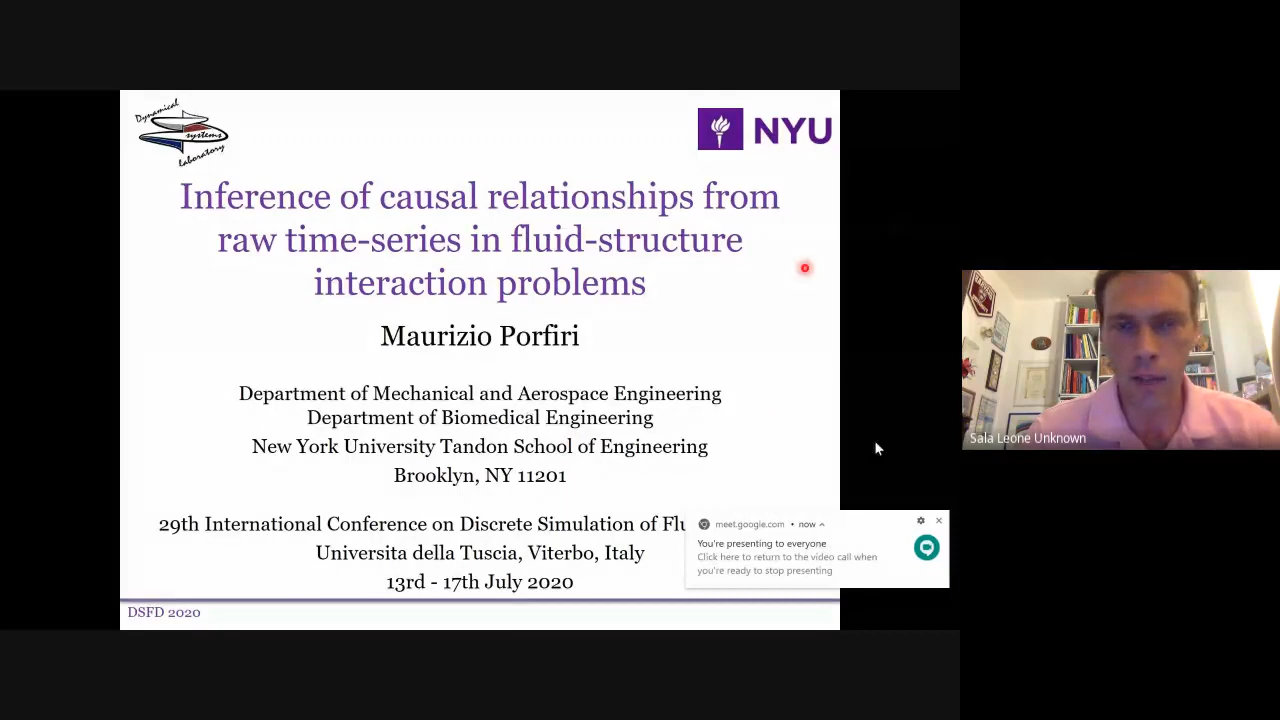 Dynamical
systems
Laboratory
NYU
Inference of causal relationships from
raw time-series in fluid-structure
interaction problems
Maurizio Porfiri
Department of Mechanical and Aerospace Engineering
Department of Biomedical Engineering
New York University Tandon School of Engineering
Brooklyn, NY 11201
29th International Conference on Discrete Simulation of
Universita della Tuscia, Viterbo, Italy
13rd - 17th July 2020
DSFD 2020
meet.google.com • now
You're presenting to everyone
Click here to return to the video call when
you're ready to stop presenting
Sala Leone Unknown